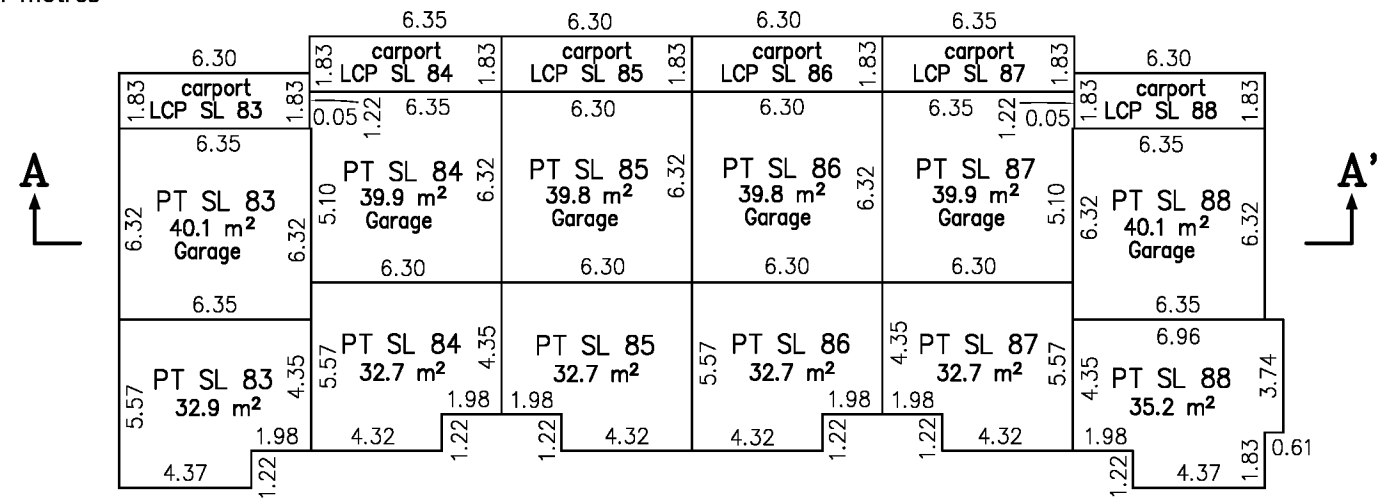 6.35 6.30 6.30 6.35
6.30 6.30
1.83 carport 1.83 carport carport 1.83 carport 1.83
LCP SL 84 LCP SL 85 LCP SL 86 LCP SL 87
1.83 carport 1.83 1.83 carport 1.83
LCP SL 83 LCP SL 88
6.35 6.30 6.30 6.35
0.05 1.22 1.22 0.05
6.35 6.35
A A'
PT SL 83
40.1 m²
Garage
6.32 6.32
PT SL 84
39.9 m²
Garage
5.10 6.32
PT SL 85
39.8 m²
Garage
6.32
PT SL 86
39.8 m²
Garage
6.32
PT SL 87
39.9 m²
Garage
5.10
PT SL 88
40.1 m²
Garage
6.32 6.32
6.30 6.30 6.30 6.30
6.35 6.35
6.96
PT SL 83
32.9 m²
5.57 4.35
PT SL 84
32.7 m²
5.57 4.35
PT SL 85
32.7 m²
PT SL 86
32.7 m²
5.57
PT SL 87
32.7 m²
4.35 5.57
PT SL 88
35.2 m²
4.35 3.74
1.98 1.98 1.98 1.98
1.98 4.32 1.22 1.22 4.32 4.32 1.22 1.22 4.32 1.98
4.37 1.22 1.22 4.37 1.83 0.61